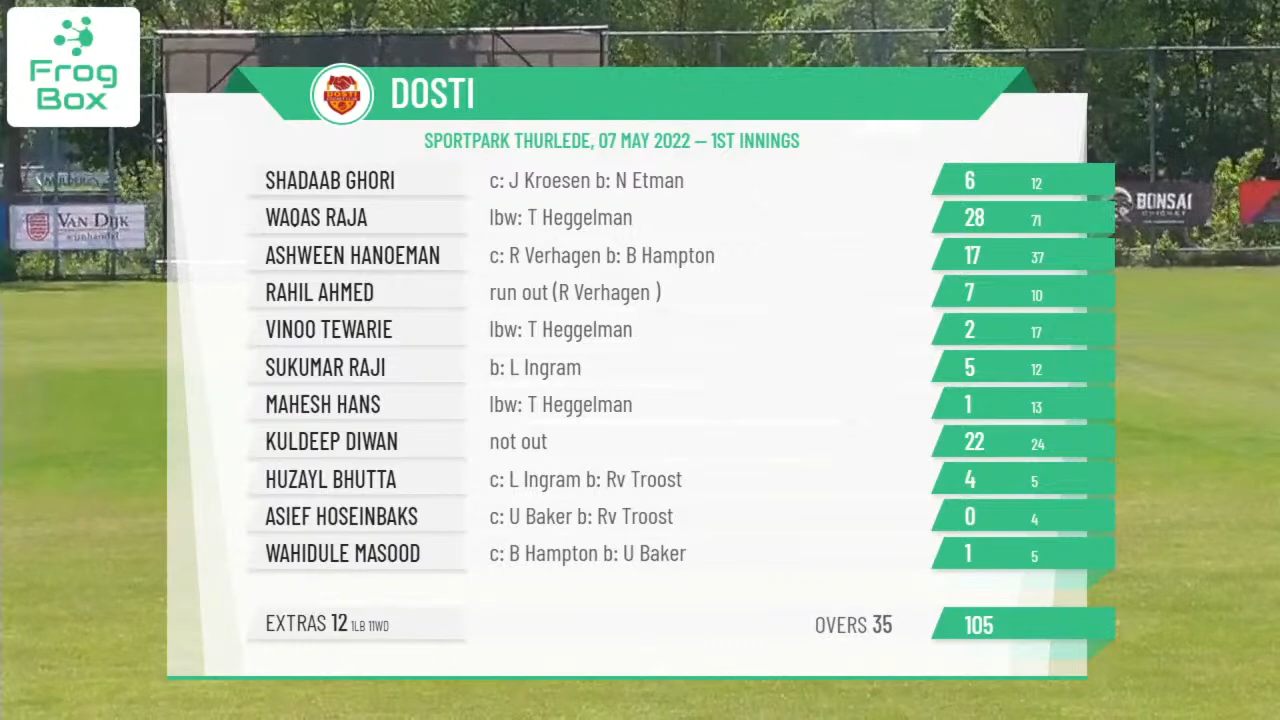 Frog
Box
DOSTI
SPORTPARK THURLEDE, 07 MAY 2022 – 1ST INNINGS
SHADAAB GHORI c: J Kroesen b: N Etman 6 12
WAQAS RAJA lbw: T Heggelman 28 71
ASHWEEN HANOEMAN c: R Verhagen b: B Hampton 17 37
RAHIL AHMED run out (R Verhagen ) 7 10
VINOO TEWARIE lbw: T Heggelman 2 17
SUKUMAR RAJI b: L Ingram 5 12
MAHESH HANS lbw: T Heggelman 1 13
KULDEEP DIWAN not out 22 24
HUZAYL BHUTTA c: L Ingram b: Rv Troost 4 5
ASIEF HOSEINBAKS c: U Baker b: Rv Troost 0 4
WAHIDULE MASOOD c: B Hampton b: U Baker 1 5
EXTRAS 12 1LB 11WD OVERS 35 105
VAN DIJK
wijnhandel
BONSAI
CRICKET